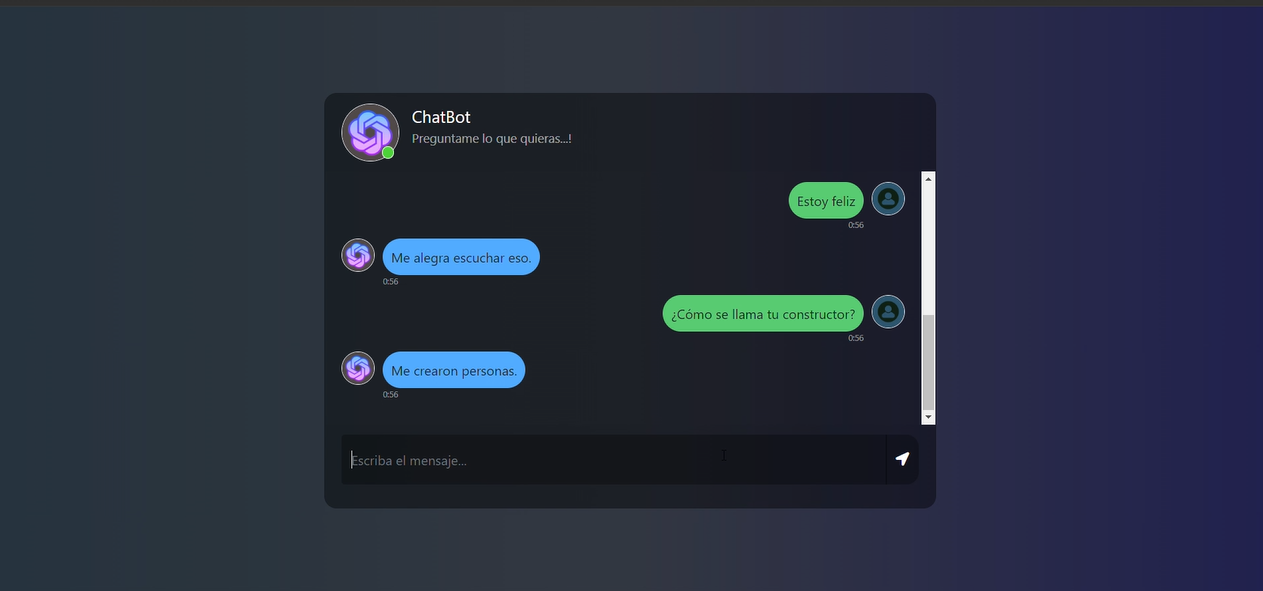 ChatBot
Preguntame lo que quieras...!
Estoy feliz
0:56
Me alegra escuchar eso.
0:56
¿Cómo se llama tu constructor?
0:56
Me crearon personas.
0:56
Escriba el mensaje...